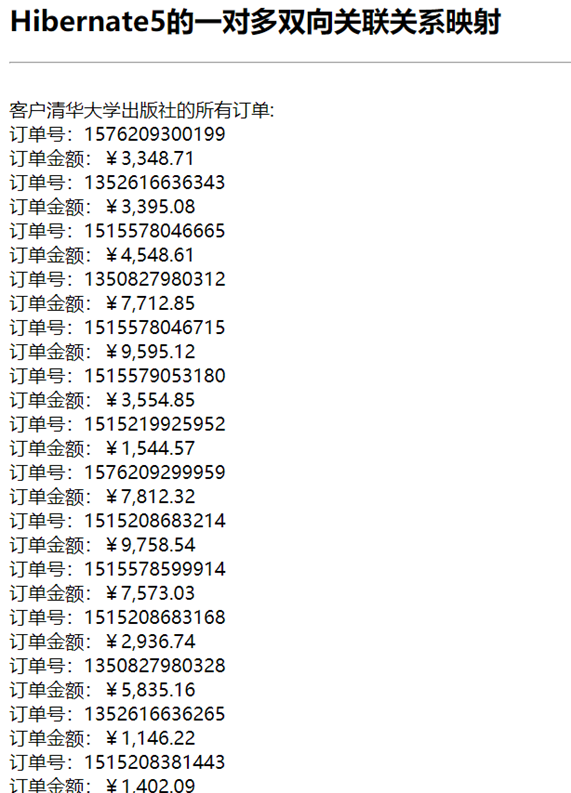 Hibernate5的一对多双向关联关系映射
客户清华大学出版社的所有订单:
订单号：1576209300199
订单金额：￥3,348.71
订单号：1352616636343
订单金额：￥3,395.08
订单号：1515578046665
订单金额：￥4,548.61
订单号：1350827980312
订单金额：￥7,712.85
订单号：1515578046715
订单金额：￥9,595.12
订单号：1515579053180
订单金额：￥3,554.85
订单号：1515219925952
订单金额：￥1,544.57
订单号：1576209299959
订单金额：￥7,812.32
订单号：1515208683214
订单金额：￥9,758.54
订单号：1515578599914
订单金额：￥7,573.03
订单号：1515208683168
订单金额：￥2,936.74
订单号：1350827980328
订单金额：￥5,835.16
订单号：1352616636265
订单金额：￥1,146.22
订单号：1515208381443
订单金额：￥1,402.09